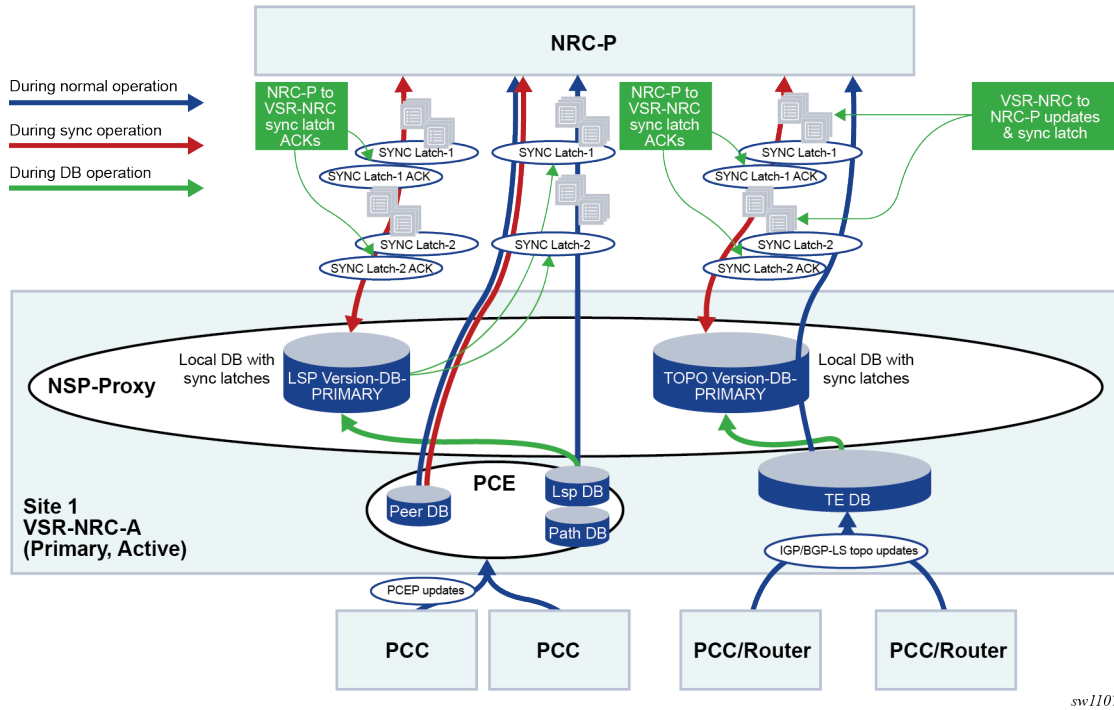 NRC-P
During normal operation
During sync operation
During DB operation
NRC-P to
VSR-NRC
sync latch
ACKs
NRC-P to
VSR-NRC
sync latch
ACKs
VSR-NRC to
NRC-P updates
& sync latch
SYNC Latch-1
SYNC Latch-1 ACK
SYNC Latch-2
SYNC Latch-2 ACK
SYNC Latch-1
SYNC Latch-2
SYNC Latch-1
SYNC Latch-1 ACK
SYNC Latch-2
SYNC Latch-2 ACK
NSP-Proxy
Local DB with
sync latches
LSP Version-DB-
PRIMARY
TOPO Version-DB-
PRIMARY
Local DB with
sync latches
Site 1
VSR-NRC-A
(Primary, Active)
PCE
Peer DB
Lsp DB
Path DB
TE DB
PCEP updates
IGP/BGP-LS topo updates
PCC
PCC
PCC/Router
PCC/Router